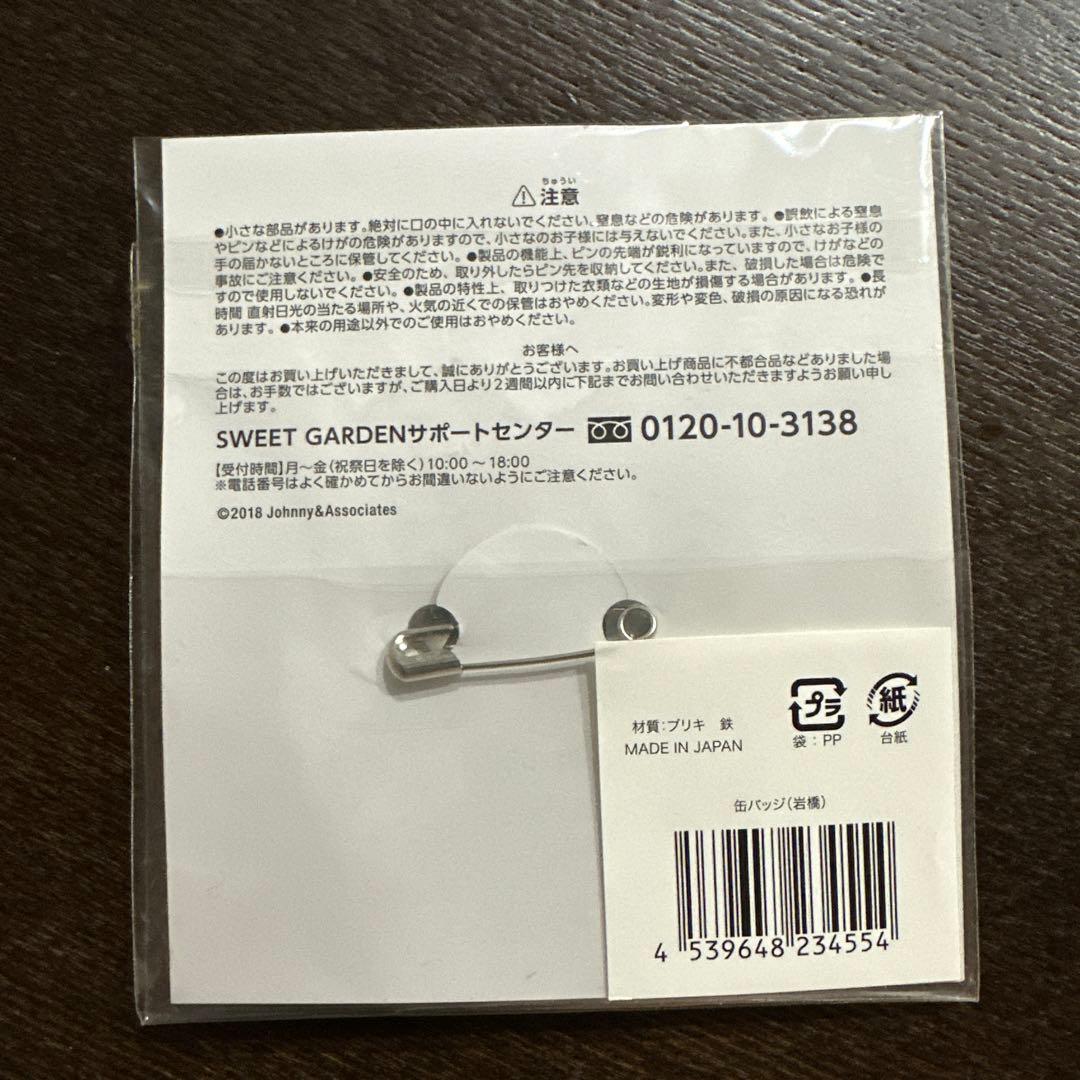 ちゅうい
注意
●小さな部品があります。絶対に口の中に入れないでください、窒息などの危険があります。 ●誤飲による窒息
やピンなどによるけがの危険がありますので、小さなのお子様には与えないでください。また、小さなお子様の
手の届かないところに保管してください。 ●製品の機能上、ピンの先端が鋭利になっていますので、けがなどの
事故にご注意ください。 ●安全のため、取り外したらピン先を収納してください。また、破損した場合は危険で
すので使用しないでください。 ●製品の特性上、取りつけた衣類などの生地が損傷する場合があります。 ●長
時間 直射日光の当たる場所や、火気の近くでの保管はおやめください。変形や変色、破損の原因になる恐れが
あります。 ●本来の用途以外でのご使用はおやめください。
お客様へ
この度はお買い上げいただきまして、誠にありがとうございます。お買い上げ商品に不都合品などありました場
合は、お手数ではございますが、ご購入日より2週間以内に下記までお問い合わせいただきますようお願い申し
上げます。
SWEET GARDENサポートセンター 0120-10-3138
【受付時間】月～金（祝祭日を除く）10:00～18:00
※電話番号はよく確かめてからお間違いないようにご注意ください。
©2018 Johnny&Associates
材質：ブリキ 鉄
MADE IN JAPAN
プラ
袋：PP
紙
台紙
缶バッジ（岩橋）
4 539648 234554